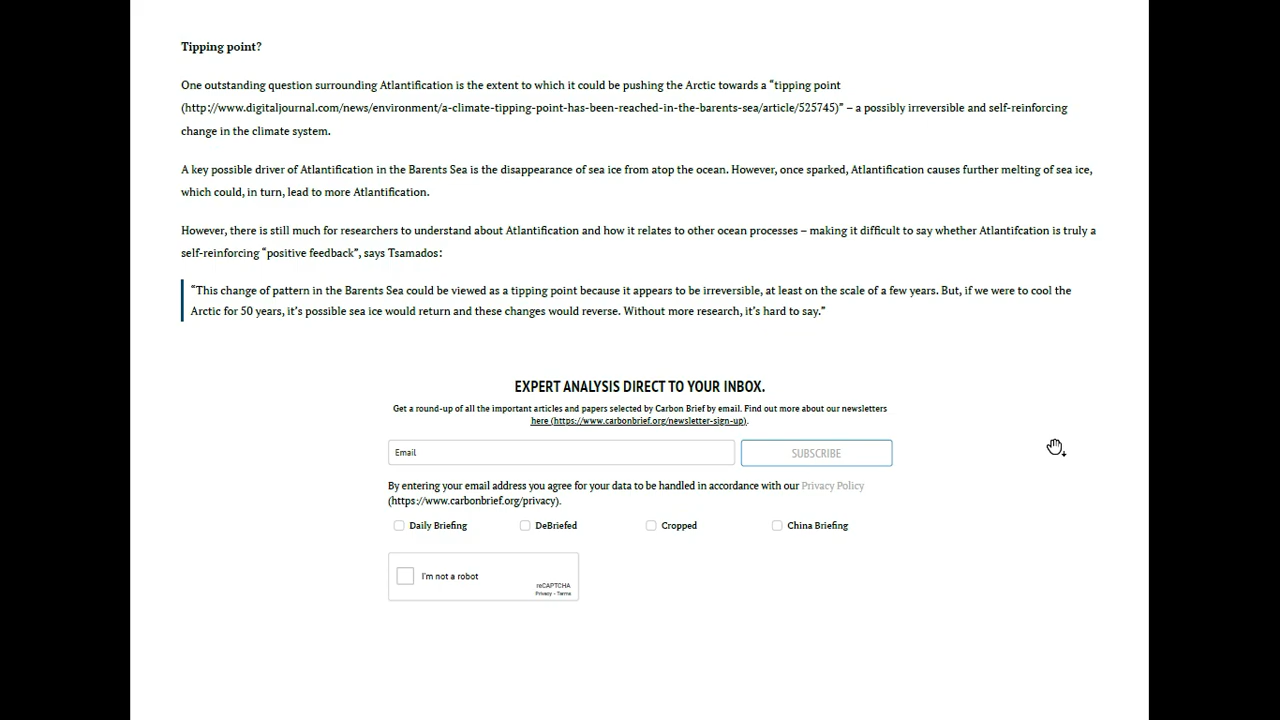 Tipping point?
One outstanding question surrounding Atlantification is the extent to which it could be pushing the Arctic towards a “tipping point
(http://www.digitaljournal.com/news/environment/a-climate-tipping-point-has-been-reached-in-the-barents-sea/article/525745)” – a possibly irreversible and self-reinforcing
change in the climate system.
A key possible driver of Atlantification in the Barents Sea is the disappearance of sea ice from atop the ocean. However, once sparked, Atlantification causes further melting of sea ice,
which could, in turn, lead to more Atlantification.
However, there is still much for researchers to understand about Atlantification and how it relates to other ocean processes – making it difficult to say whether Atlantifcation is truly a
self-reinforcing “positive feedback”, says Tsamados:
“This change of pattern in the Barents Sea could be viewed as a tipping point because it appears to be irreversible, at least on the scale of a few years. But, if we were to cool the
Arctic for 50 years, it’s possible sea ice would return and these changes would reverse. Without more research, it’s hard to say.”
EXPERT ANALYSIS DIRECT TO YOUR INBOX.
Get a round-up of all the important articles and papers selected by Carbon Brief by email. Find out more about our newsletters
here (https://www.carbonbrief.org/newsletter-sign-up).
Email SUBSCRIBE
By entering your email address you agree for your data to be handled in accordance with our Privacy Policy
(https://www.carbonbrief.org/privacy).
Daily Briefing DeBriefed Cropped China Briefing
I'm not a robot
reCAPTCHA
Privacy - Terms